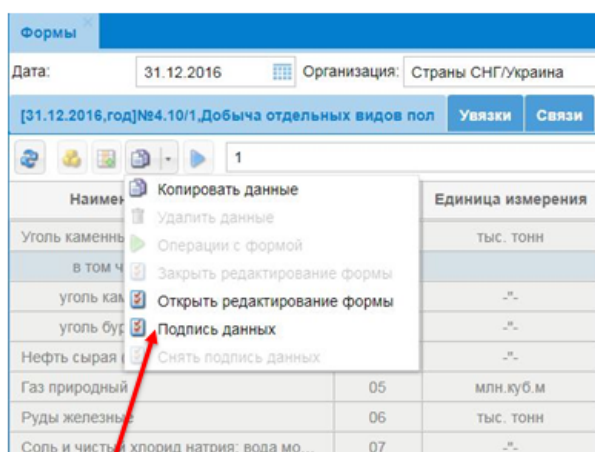 Формы
Дата: 31.12.2016 Организация: Страны СНГ/Украина
[31.12.2016,год]№4.10/1,Добыча отдельных видов пол Увязки Связи
1
Наимен Единица измерения
Копировать данные
Удалить данные
Уголь каменнь тыс. тонн
Операции с формой
в том ч
Закрыть редактирование формы
уголь кам Открыть редактирование формы -"-
уголь бур Подпись данных -"-
Нефть сырая Снять подпись данных -"-
Газ природный 05 млн.куб.м
Руды железные 06 тыс. тонн
Соль и чистый хлорид натрия; вода мо... 07 -"-